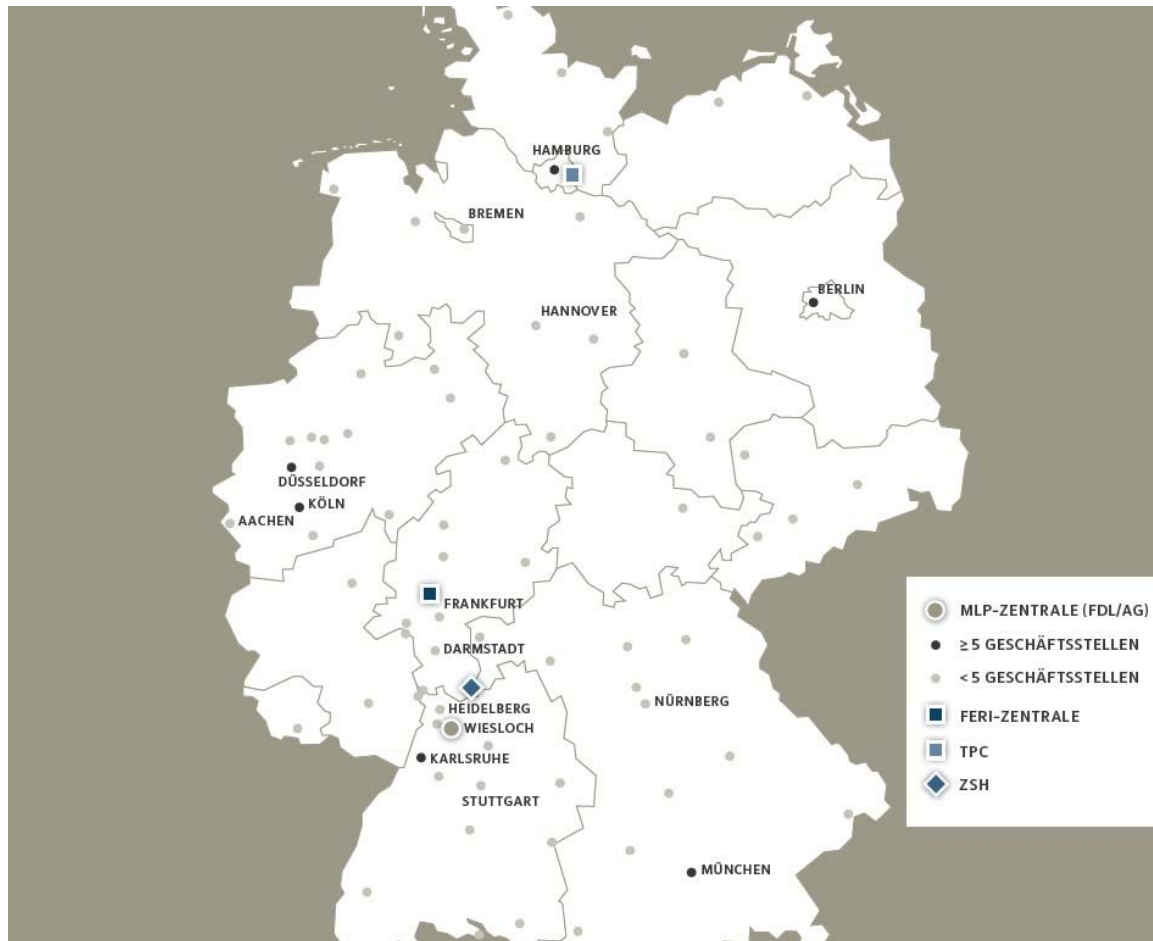 HAMBURG
BREMEN
BERLIN
HANNOVER
DÜSSELDORF
KÖLN
AACHEN
FRANKFURT
DARMSTADT
NÜRNBERG
HEIDELBERG
WIESLOCH
KARLSRUHE
STUTTGART
MÜNCHEN
MLP-ZENTRALE (FDL/AG)
≥ 5 GESCHÄFTSSTELLEN
< 5 GESCHÄFTSSTELLEN
FERI-ZENTRALE
TPC
ZSH